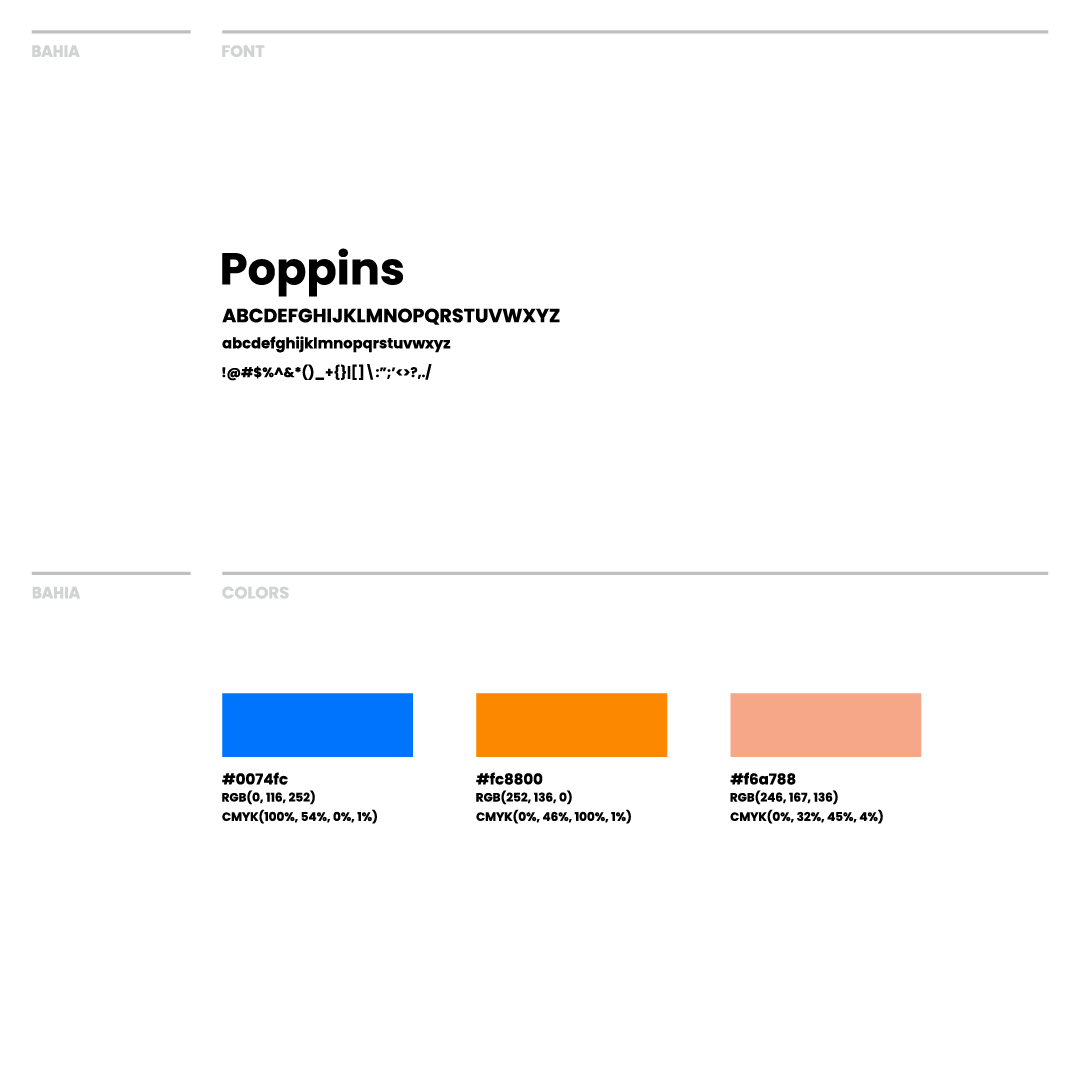 BAHIA
FONT
Poppins
ABCDEFGHIJKLMNOPQRSTUVWXYZ
abcdefghijklmnopqrstuvwxyz
!@#$%^&*()_+{}|[]\:”;’<>?,./
BAHIA
COLORS
#0074fc
RGB(0, 116, 252)
CMYK(100%, 54%, 0%, 1%)
#fc8800
RGB(252, 136, 0)
CMYK(0%, 46%, 100%, 1%)
#f6a788
RGB(246, 167, 136)
CMYK(0%, 32%, 45%, 4%)